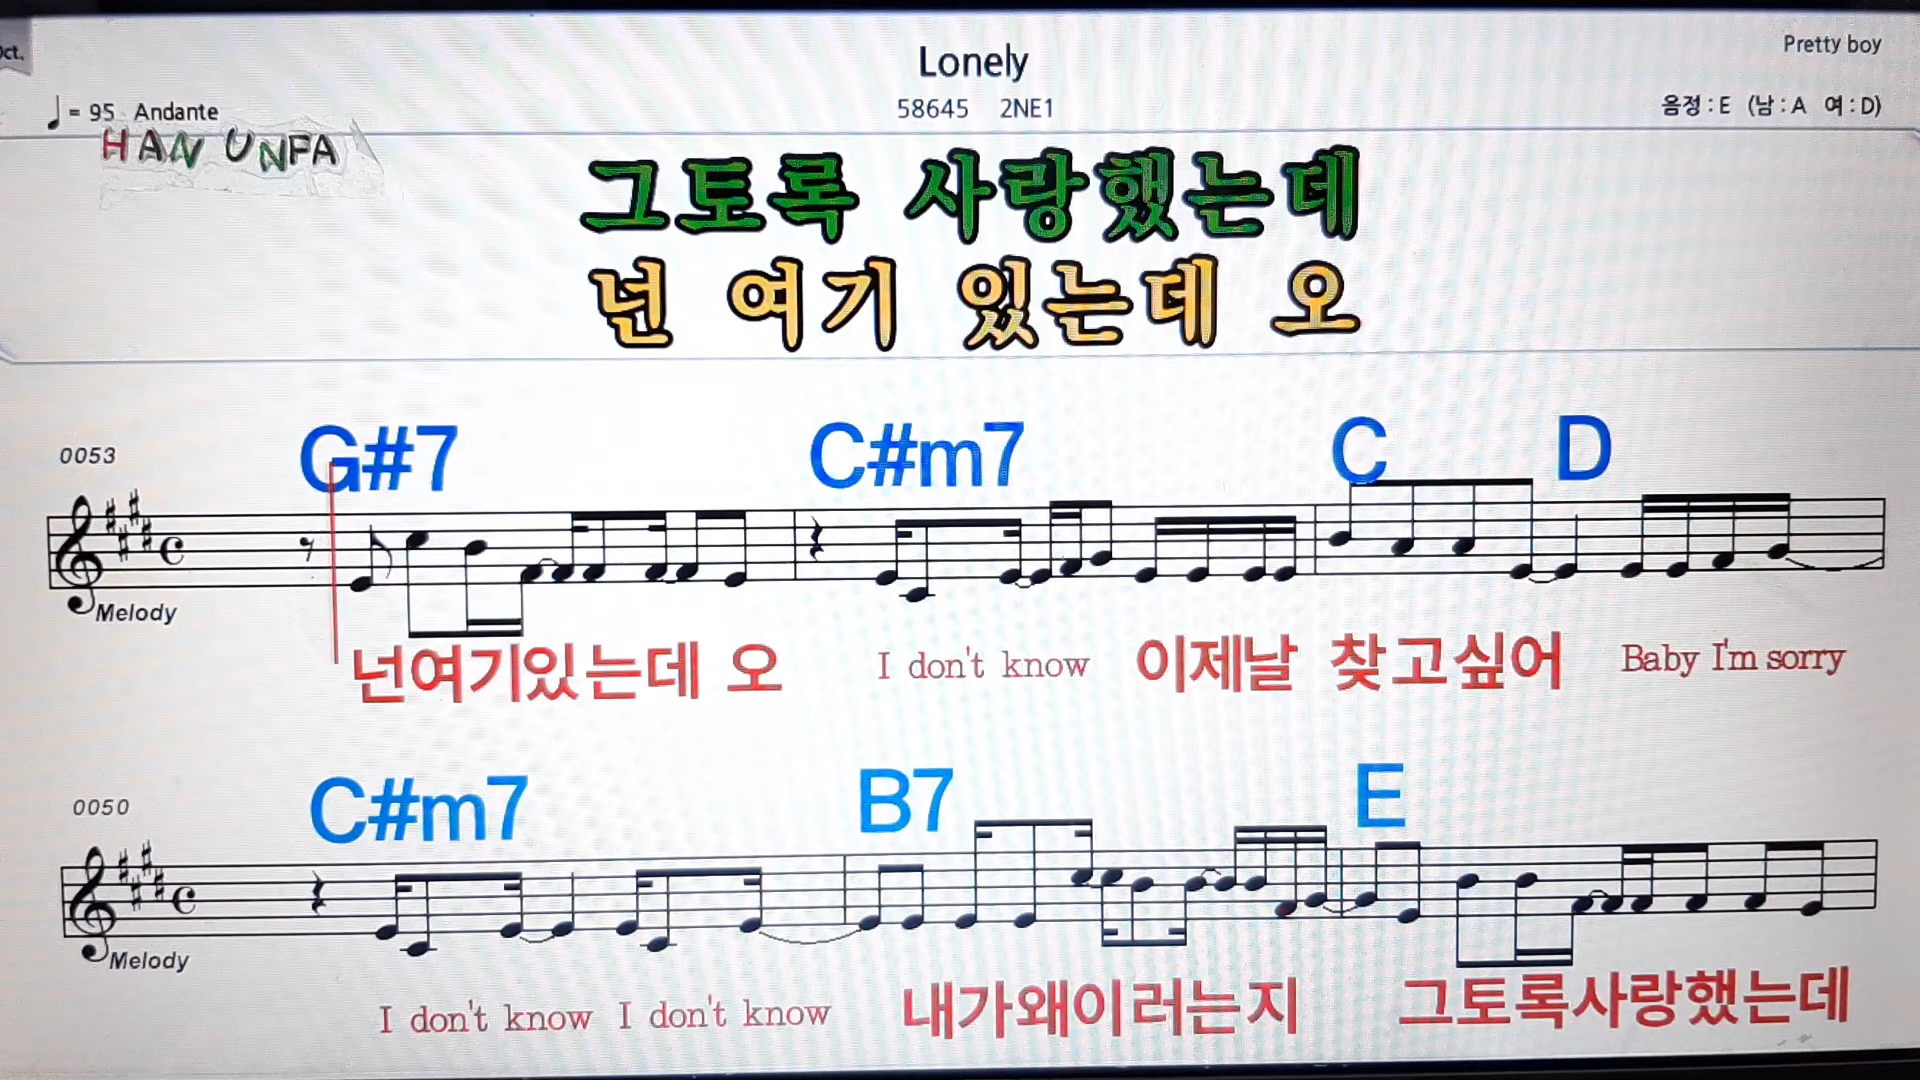 Oct.
Lonely
Pretty boy
♩ = 95 Andante
58645 2NE1
음정 : E (남 : A 여 : D)
HAN UNFA
그토록 사랑했는데
넌 여기 있는데 오
G#7 C#m7 C D
0053
Melody
넌여기있는데 오 I don't know 이제날 찾고싶어 Baby I'm sorry
C#m7 B7 E
0050
Melody
I don't know I don't know 내가왜이러는지 그토록사랑했는데